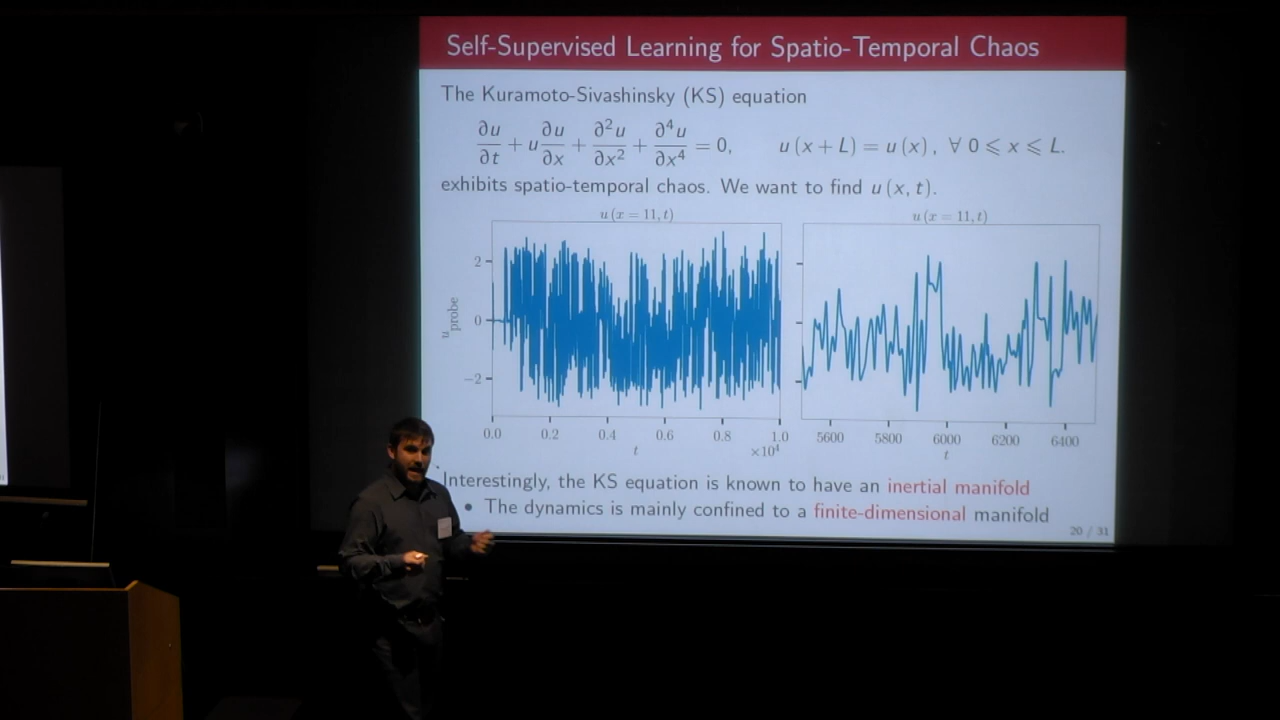 Self-Supervised Learning for Spatio-Temporal Chaos
The Kuramoto-Sivashinsky (KS) equation
∂u/∂t + u ∂u/∂x + ∂²u/∂x² + ∂⁴u/∂x⁴ = 0, u (x + L) = u (x), ∀ 0 ⩽ x ⩽ L.
exhibits spatio-temporal chaos. We want to find u (x, t).
u (x = 11, t) u (x = 11, t)
2
0
−2
u probe
0.0 0.2 0.4 0.6 0.8 1.0
×10⁴
t
5600 5800 6000 6200 6400
t
Interestingly, the KS equation is known to have an inertial manifold
• The dynamics is mainly confined to a finite-dimensional manifold
20 / 31